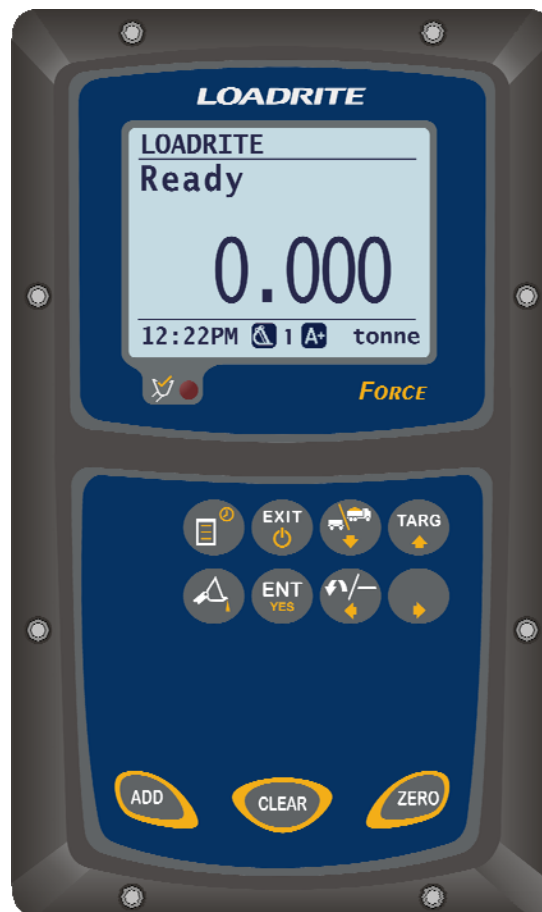 LOADRITE
LOADRITE
Ready
0.000
12:22PM 1 A+ tonne
FORCE
EXIT
TARG
ENT
YES
/−
ADD
CLEAR
ZERO